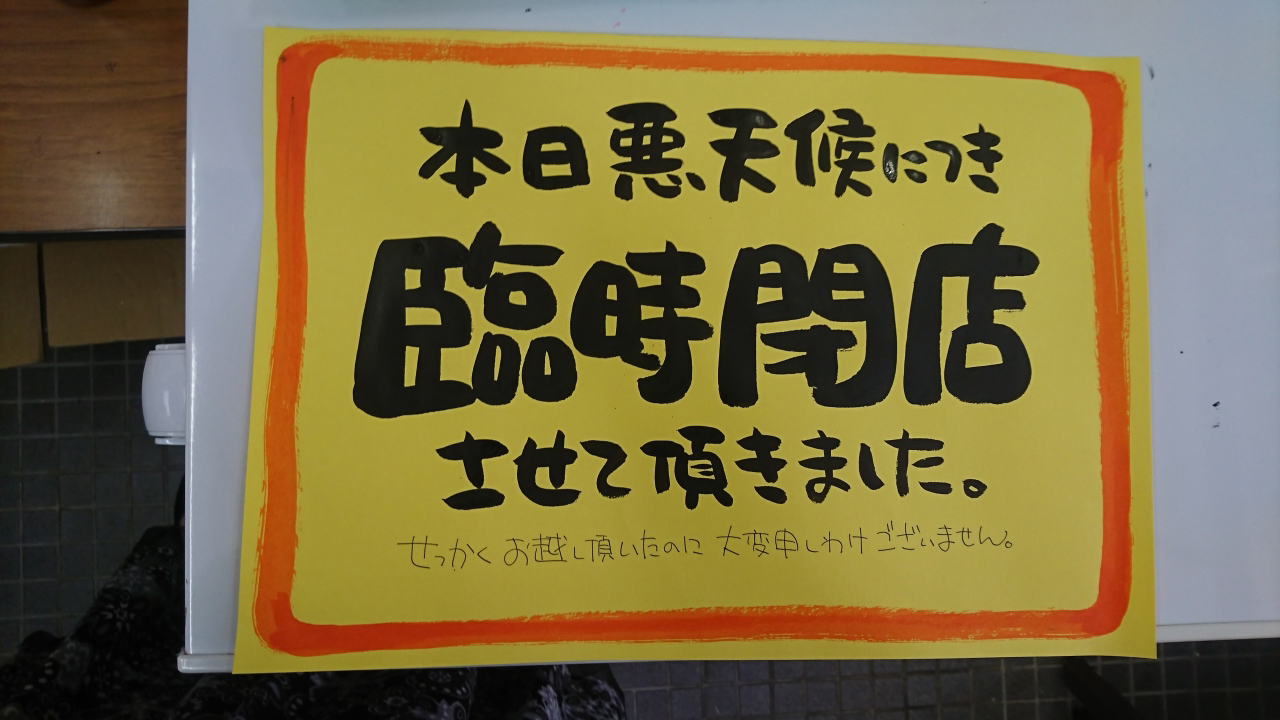 本日悪天候につき
臨時閉店
させて頂きました。
せっかくお越し頂いたのに大変申しわけございません。